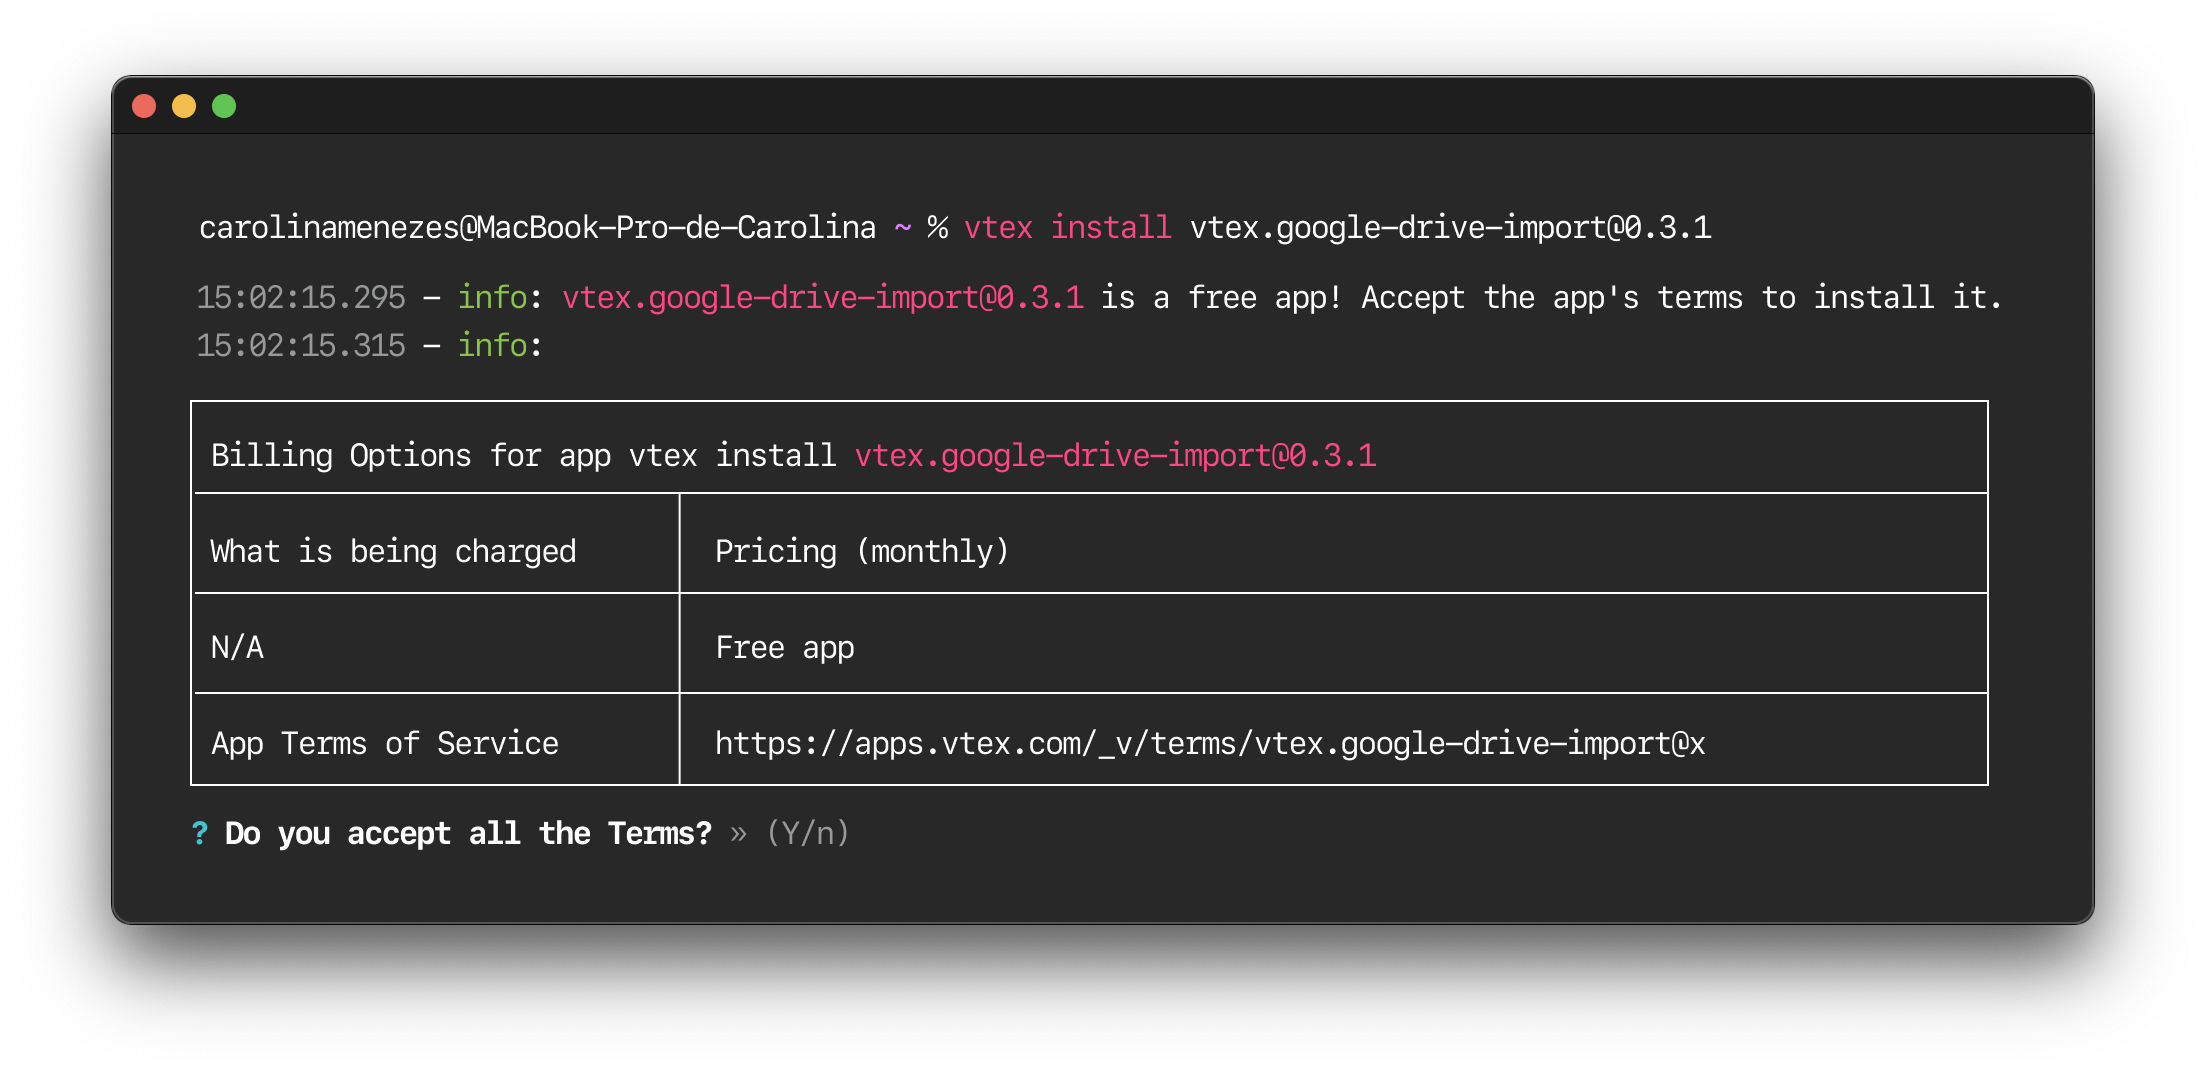 carolinamenezes@MacBook-Pro-de-Carolina ~ % vtex install vtex.google-drive-import@0.3.1
15:02:15.295 - info: vtex.google-drive-import@0.3.1 is a free app! Accept the app's terms to install it.
15:02:15.315 - info:
Billing Options for app vtex install vtex.google-drive-import@0.3.1
What is being charged Pricing (monthly)
N/A Free app
App Terms of Service https://apps.vtex.com/_v/terms/vtex.google-drive-import@x
? Do you accept all the Terms? » (Y/n)